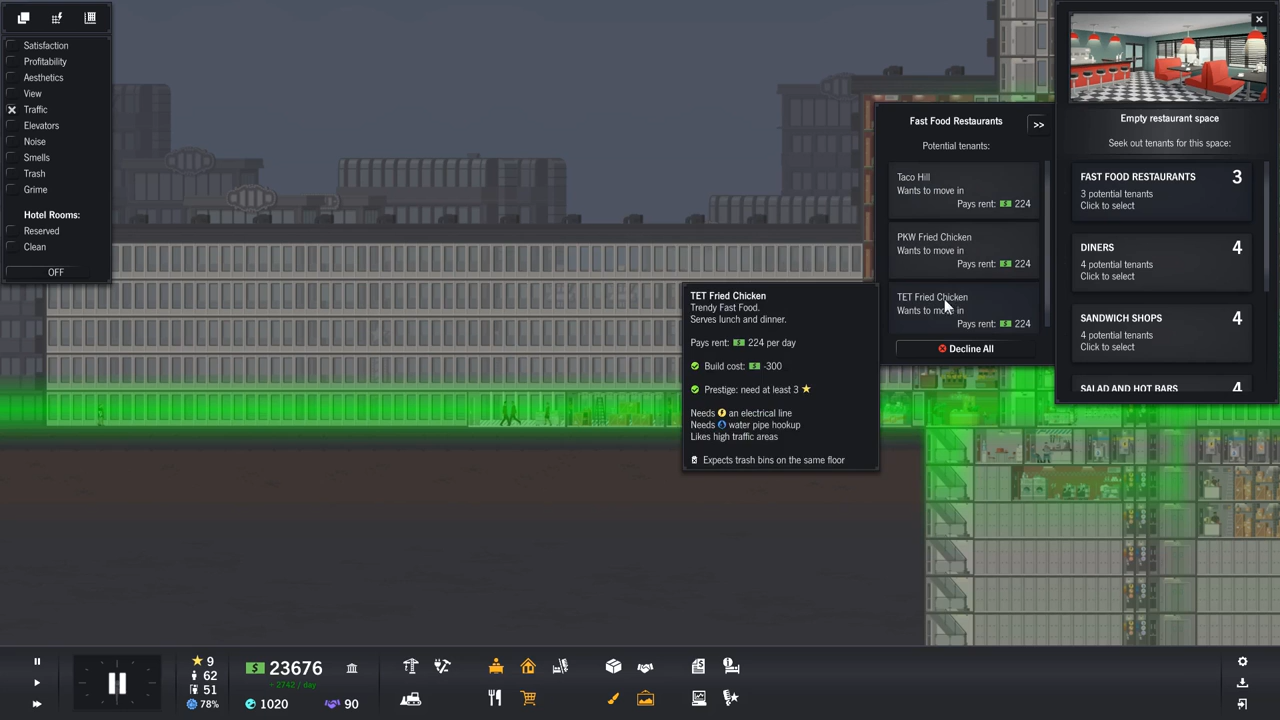 Satisfaction
Profitability
Aesthetics
View
Traffic
Elevators
Noise
Smells
Trash
Grime
Hotel Rooms:
Reserved
Clean
OFF
TET Fried Chicken
Trendy Fast Food.
Serves lunch and dinner.
Pays rent: $ 224 per day
Build cost: $ -300
Prestige: need at least 3
Needs an electrical line
Needs water pipe hookup
Likes high traffic areas
Expects trash bins on the same floor
Fast Food Restaurants
>>
Potential tenants:
Taco Hill
Wants to move in
Pays rent: $ 224
PKW Fried Chicken
Wants to move in
Pays rent: $ 224
TET Fried Chicken
Wants to move in
Pays rent: $ 224
Decline All
Empty restaurant space
Seek out tenants for this space:
FAST FOOD RESTAURANTS 3
3 potential tenants
Click to select
DINERS 4
4 potential tenants
Click to select
SANDWICH SHOPS 4
4 potential tenants
Click to select
SALAD AND HOT BARS 4
9
62
51
78%
$ 23676
+ 2742 / day
1020
90